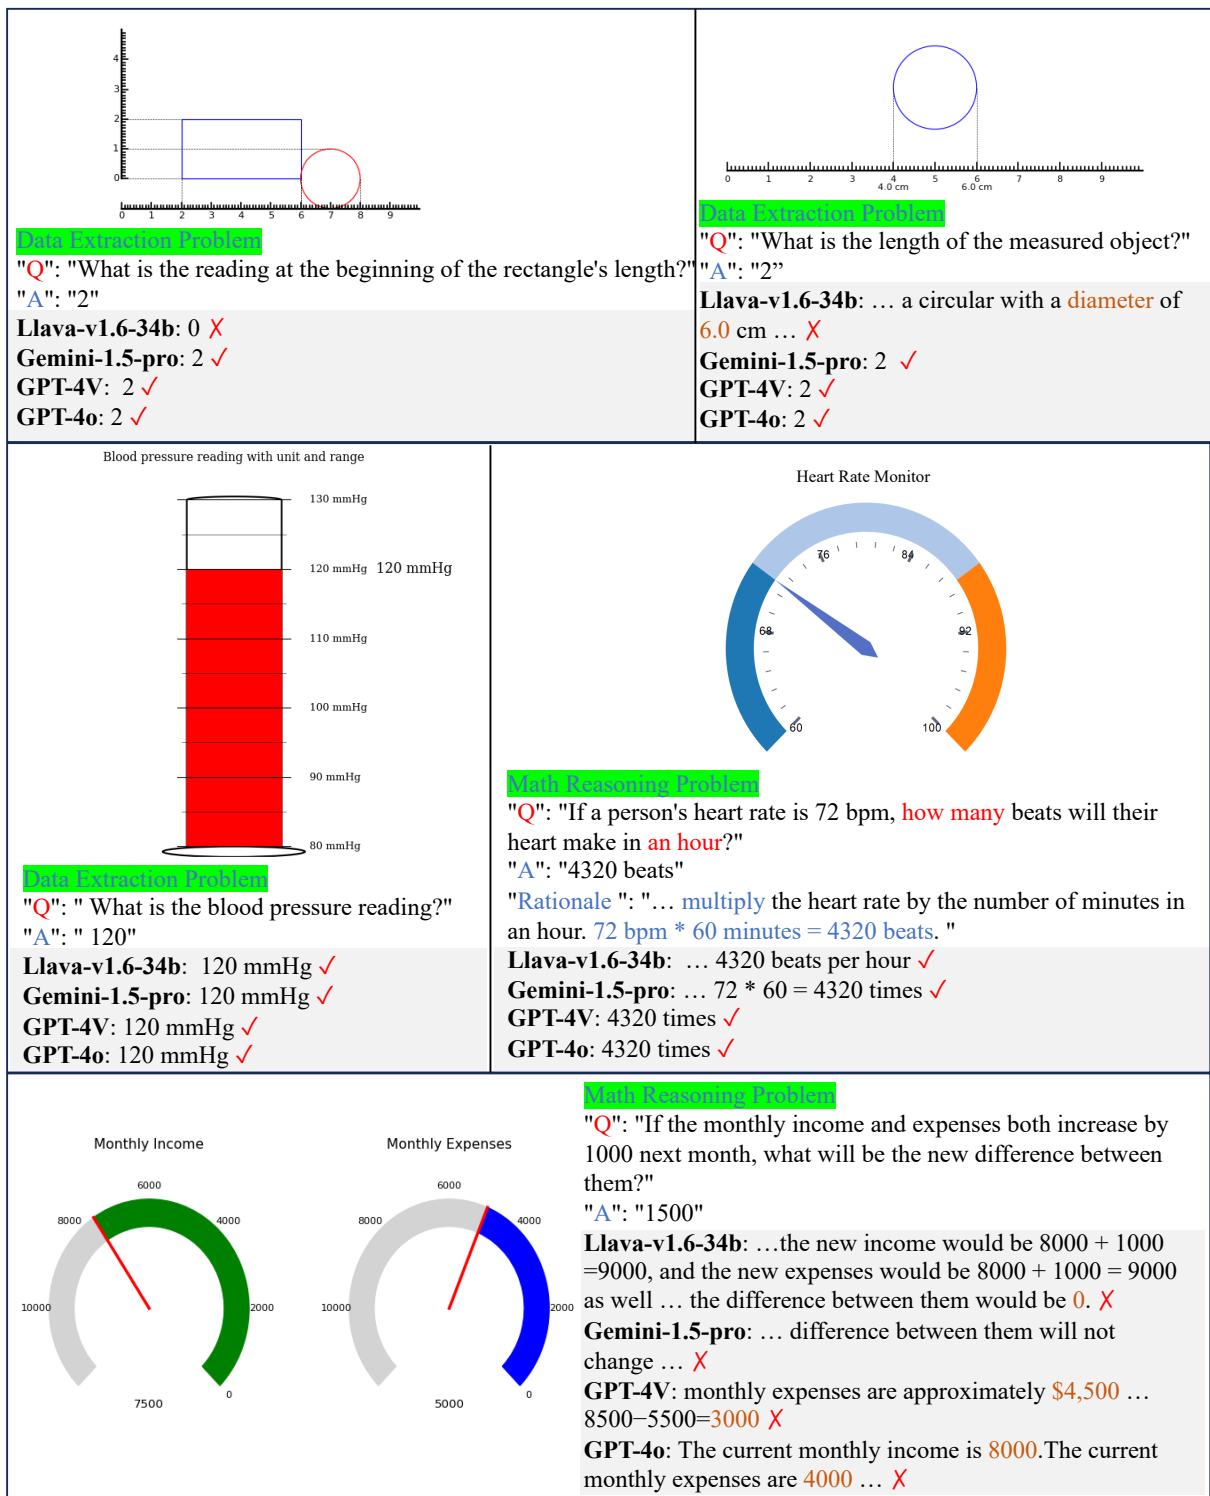 4
3
2
1
0
0 1 2 3 4 5 6 7 8 9
Data Extraction Problem
"Q": "What is the reading at the beginning of the rectangle's length?"
"A": "2"
Llava-v1.6-34b: 0 ✗
Gemini-1.5-pro: 2 ✓
GPT-4V: 2 ✓
GPT-4o: 2 ✓
0 1 2 3 4 5 6 7 8 9
4.0 cm 6.0 cm
Data Extraction Problem
"Q": "What is the length of the measured object?"
"A": "2”
Llava-v1.6-34b: … a circular with a diameter of
6.0 cm … ✗
Gemini-1.5-pro: 2 ✓
GPT-4V: 2 ✓
GPT-4o: 2 ✓
Blood pressure reading with unit and range
130 mmHg
120 mmHg 120 mmHg
110 mmHg
100 mmHg
90 mmHg
80 mmHg
Data Extraction Problem
"Q": " What is the blood pressure reading?"
"A": " 120"
Llava-v1.6-34b: 120 mmHg ✓
Gemini-1.5-pro: 120 mmHg ✓
GPT-4V: 120 mmHg ✓
GPT-4o: 120 mmHg ✓
Heart Rate Monitor
76 84
68 92
60 100
Math Reasoning Problem
"Q": "If a person's heart rate is 72 bpm, how many beats will their
heart make in an hour?"
"A": "4320 beats"
"Rationale ": "… multiply the heart rate by the number of minutes in
an hour. 72 bpm * 60 minutes = 4320 beats. "
Llava-v1.6-34b: … 4320 beats per hour ✓
Gemini-1.5-pro: … 72 * 60 = 4320 times ✓
GPT-4V: 4320 times ✓
GPT-4o: 4320 times ✓
Monthly Income
6000
8000 4000
10000 2000
0
7500
Monthly Expenses
6000
8000 4000
10000 2000
0
5000
Math Reasoning Problem
"Q": "If the monthly income and expenses both increase by
1000 next month, what will be the new difference between
them?"
"A": "1500"
Llava-v1.6-34b: …the new income would be 8000 + 1000
=9000, and the new expenses would be 8000 + 1000 = 9000
as well … the difference between them would be 0. ✗
Gemini-1.5-pro: … difference between them will not
change … ✗
GPT-4V: monthly expenses are approximately $4,500 …
8500−5500=3000 ✗
GPT-4o: The current monthly income is 8000.The current
monthly expenses are 4000 … ✗